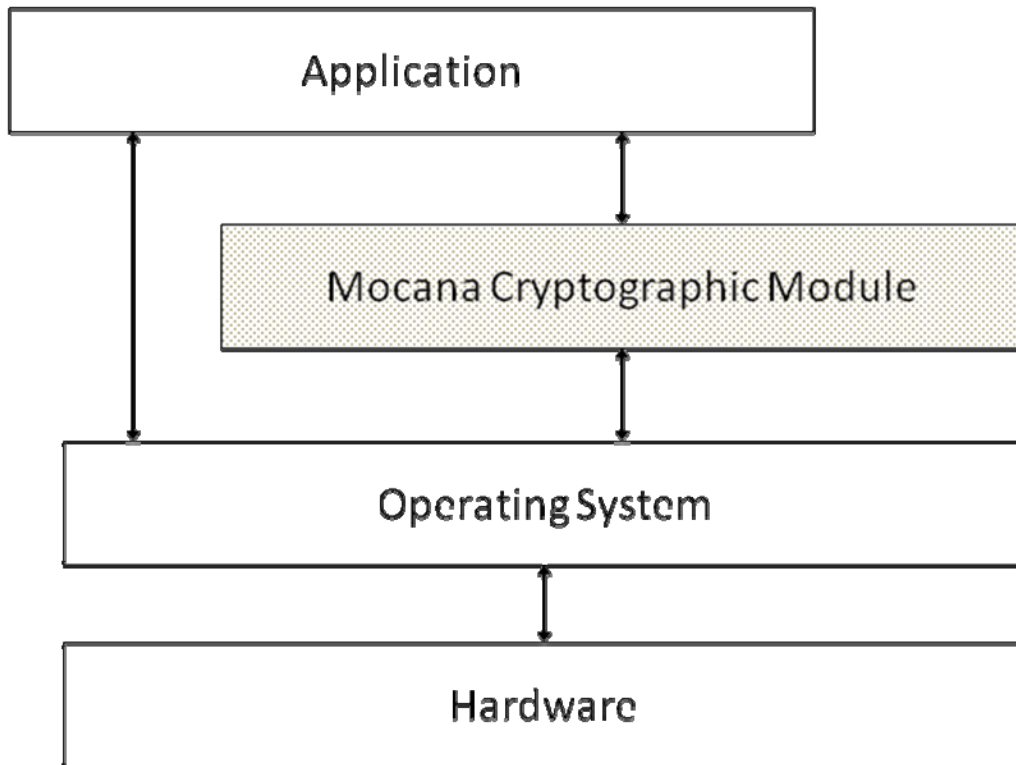 Application
Mocana Cryptographic Module
Operating System
Hardware